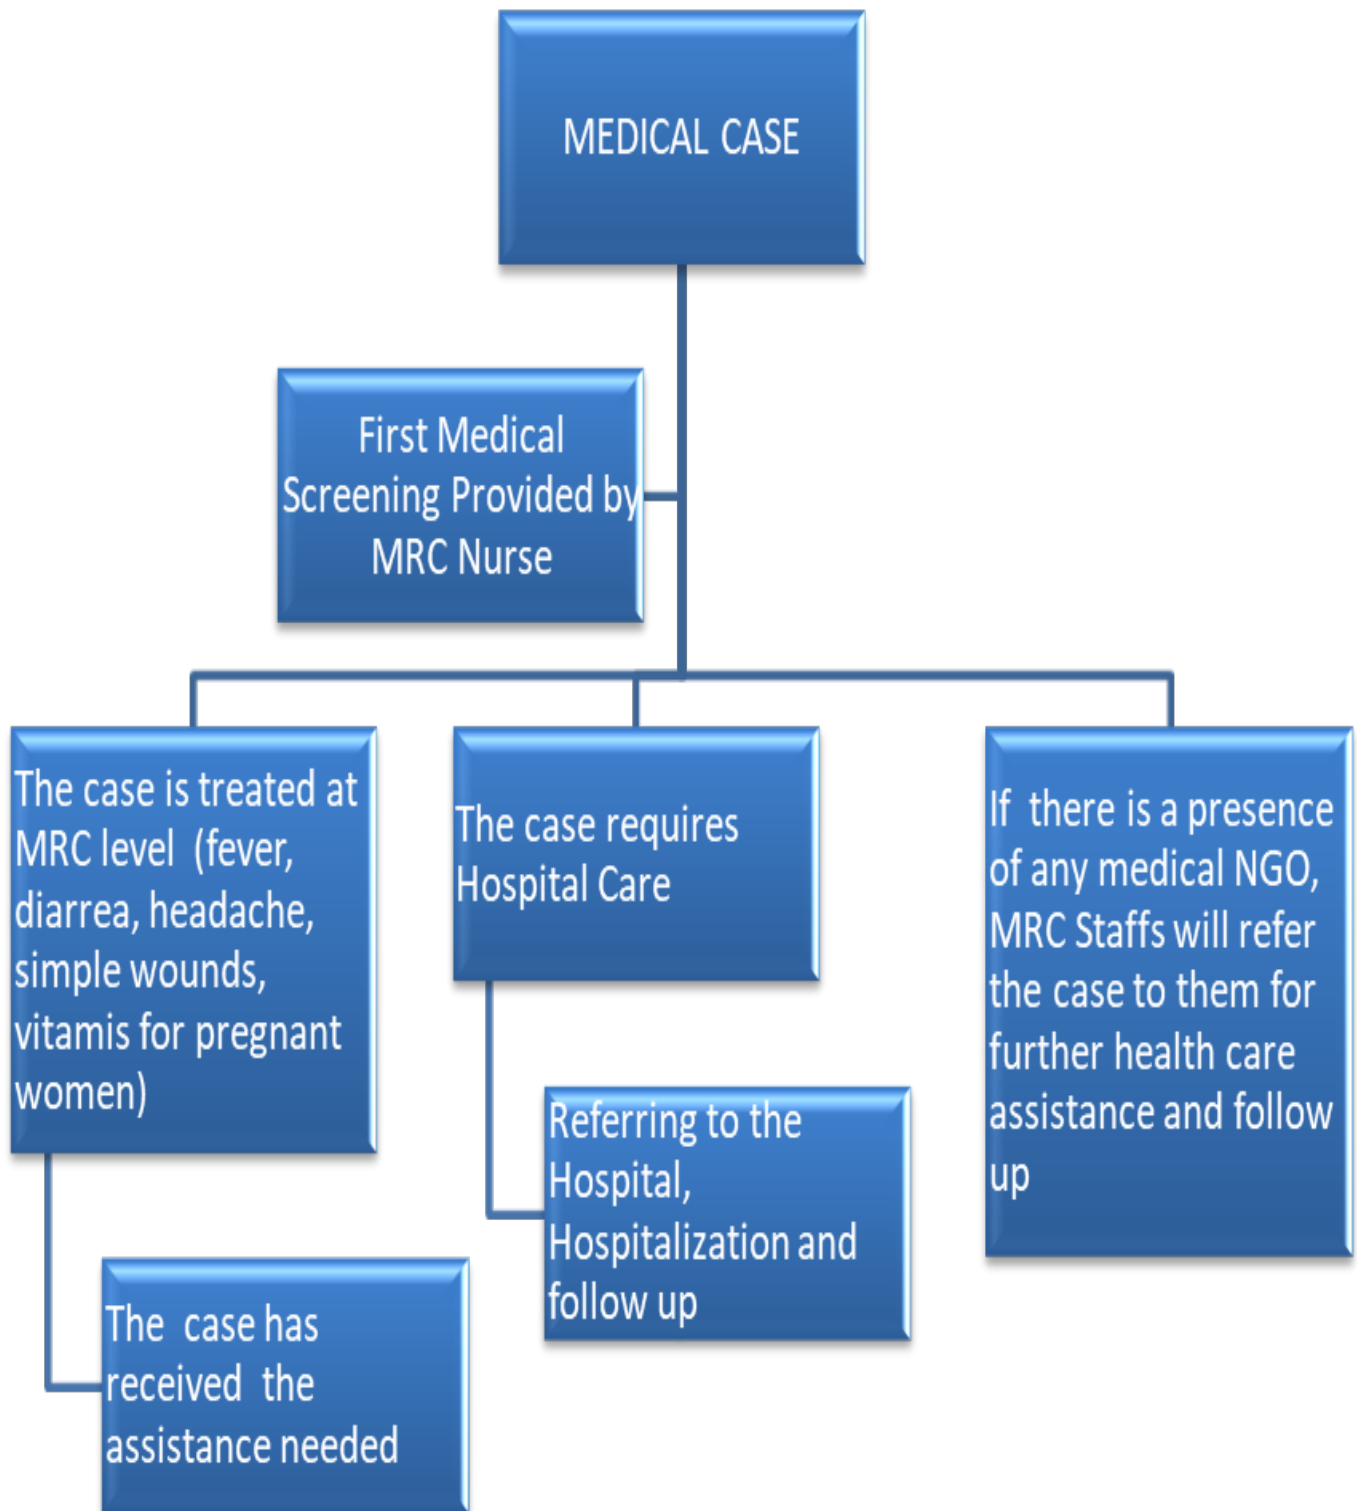 MEDICAL CASE
First Medical
Screening Provided by
MRC Nurse
The case is treated at
MRC level (fever,
diarrea, headache,
simple wounds,
vitamis for pregnant
women)
The case requires
Hospital Care
If there is a presence
of any medical NGO,
MRC Staffs will refer
the case to them for
further health care
assistance and follow
up
Referring to the
Hospital,
Hospitalization and
follow up
The case has
received the
assistance needed